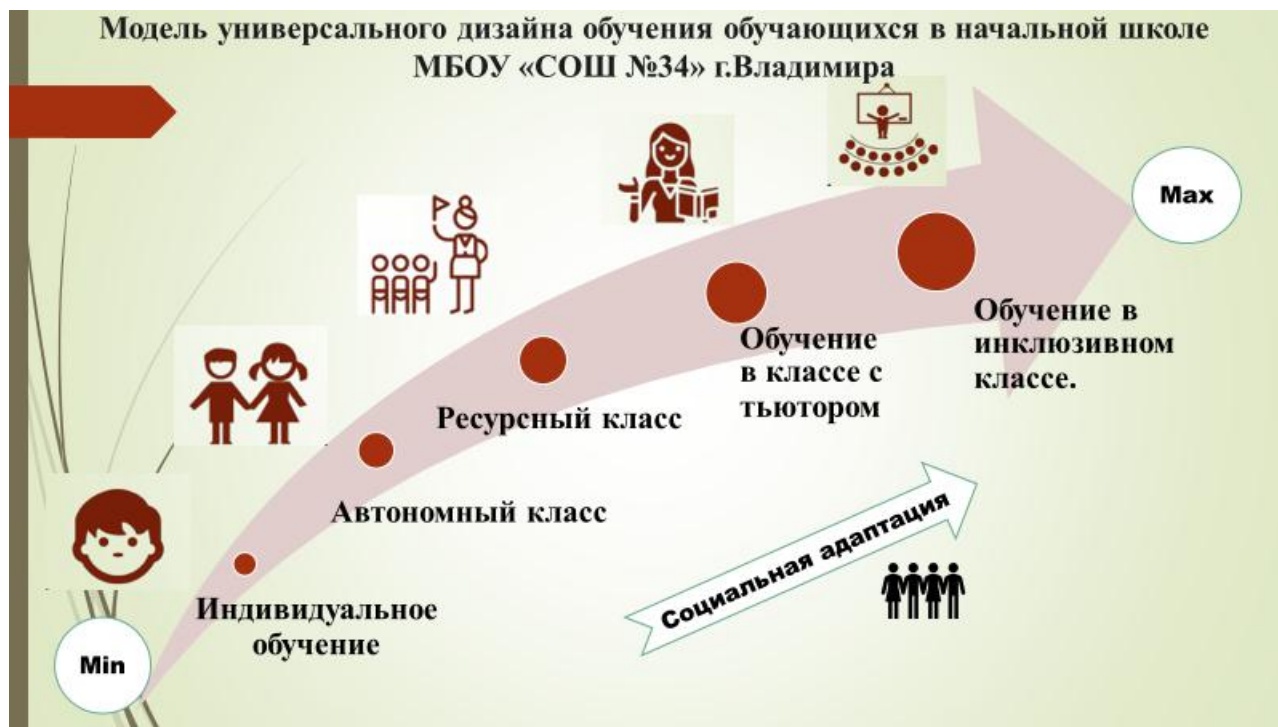 Модель универсального дизайна обучения обучающихся в начальной школе
МБОУ «СОШ №34» г.Владимира
Max
Обучение в
инклюзивном
классе.
Обучение
в классе с
тьютором
Ресурсный класс
Автономный класс
Социальная адаптация
Индивидуальное
обучение
Min